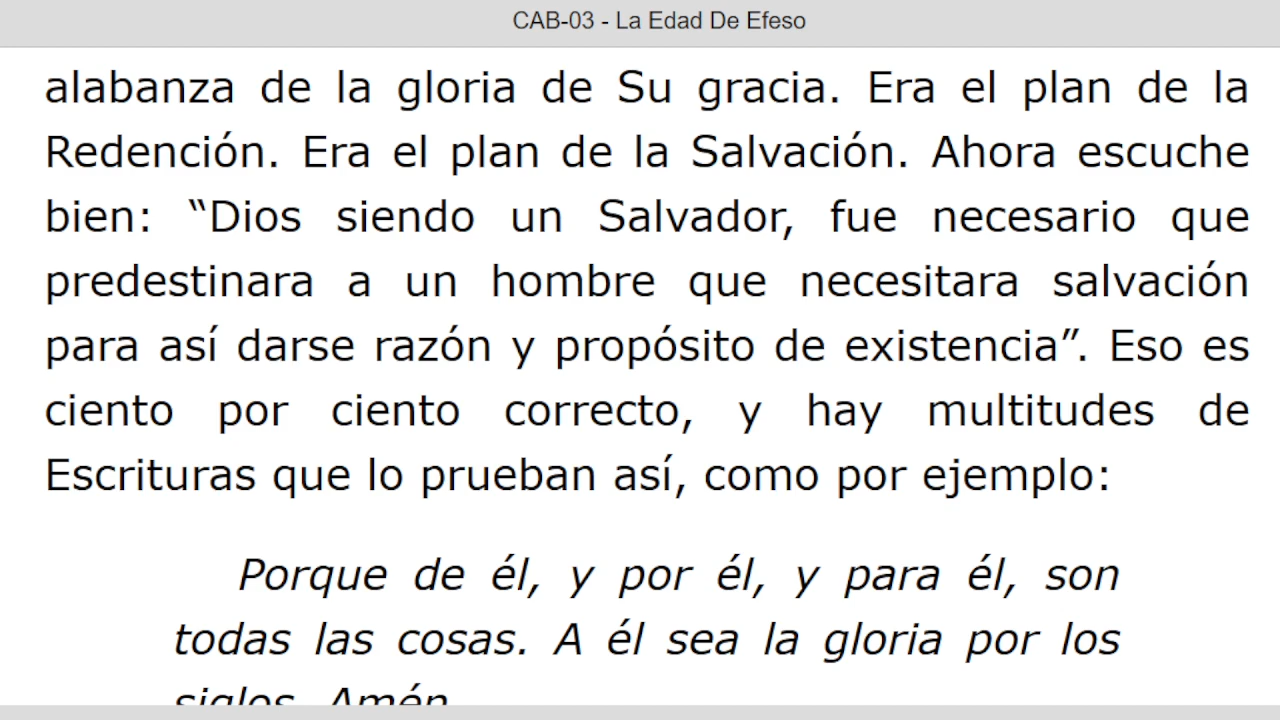 CAB-03 - La Edad De Efeso
alabanza de la gloria de Su gracia. Era el plan de la
Redención. Era el plan de la Salvación. Ahora escuche
bien: “Dios siendo un Salvador, fue necesario que
predestinara a un hombre que necesitara salvación
para así darse razón y propósito de existencia”. Eso es
ciento por ciento correcto, y hay multitudes de
Escrituras que lo prueban así, como por ejemplo:
Porque de él, y por él, y para él, son
todas las cosas. A él sea la gloria por los
siglos. Amén